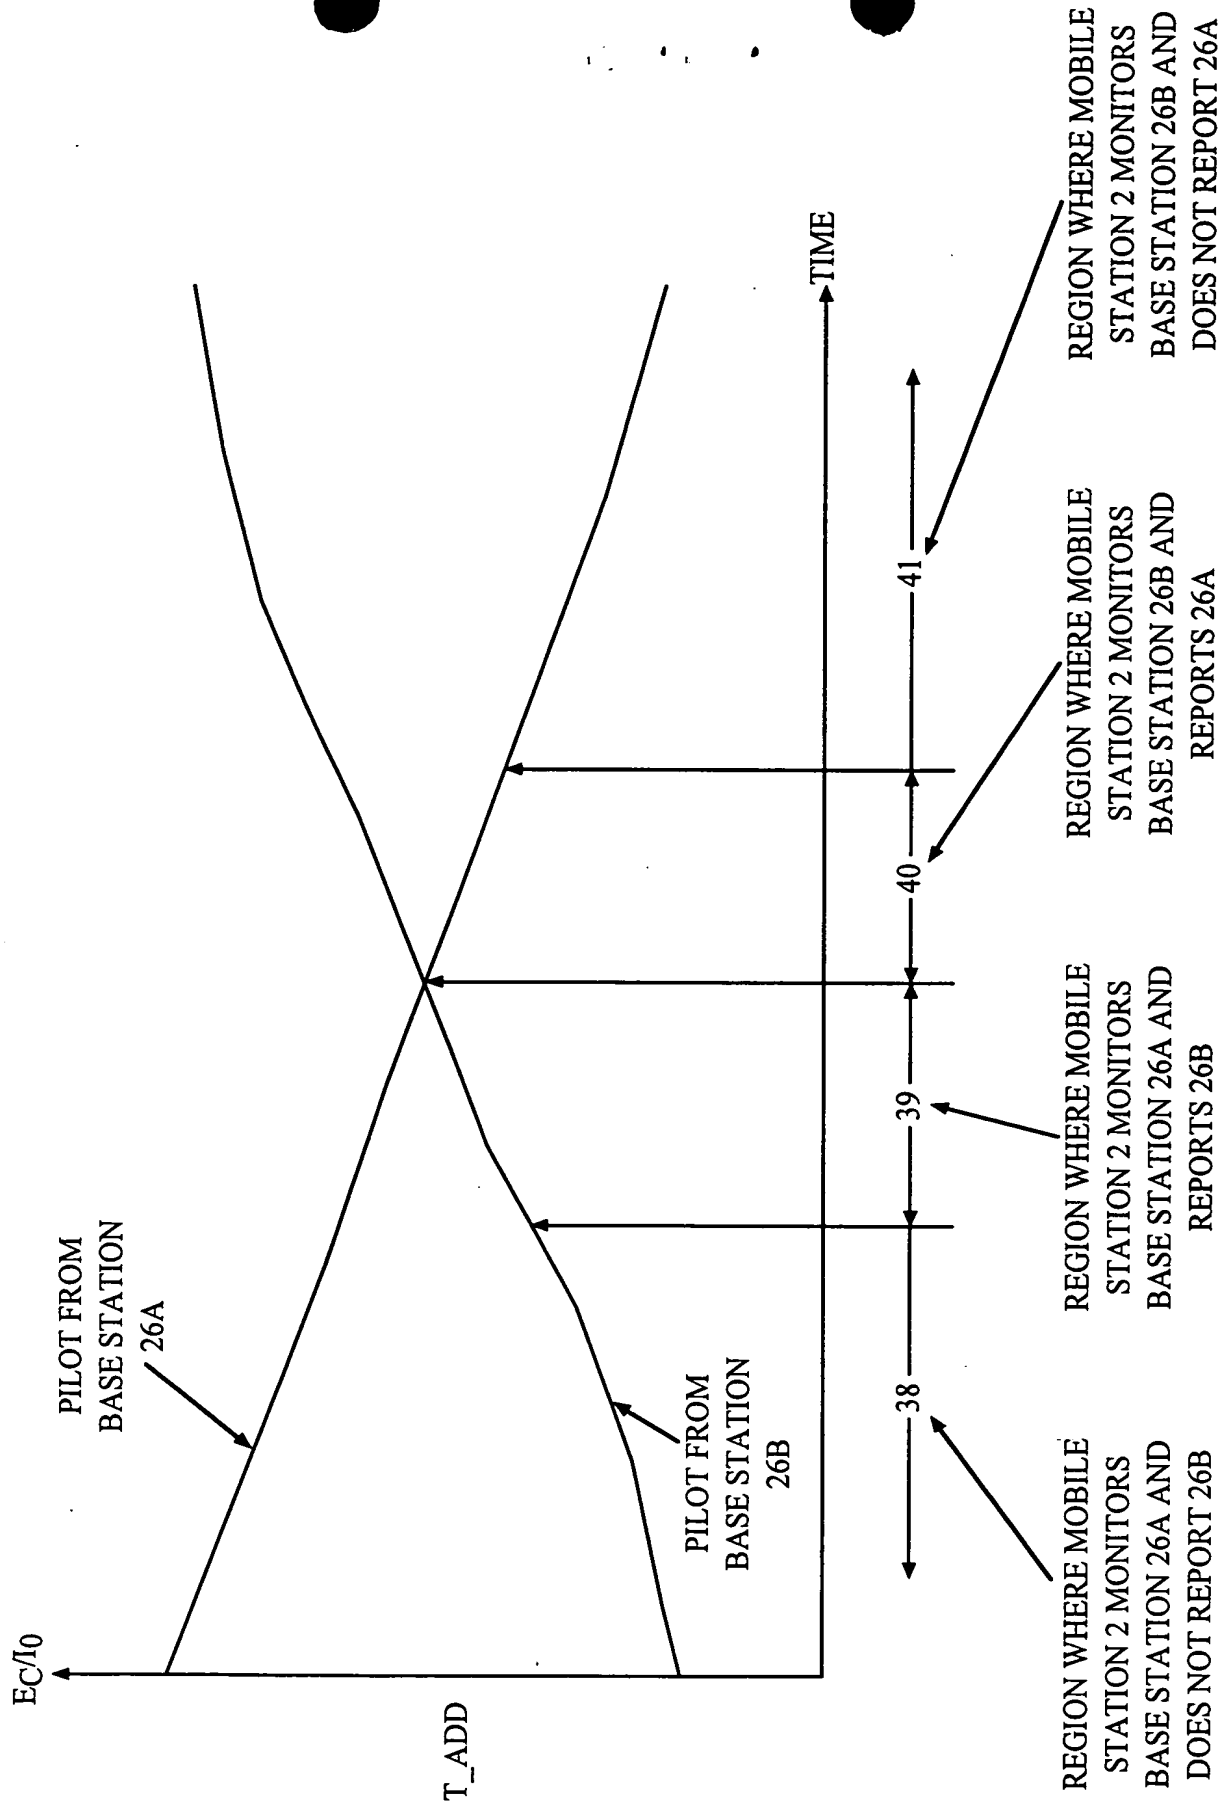 EC/I0
T_ADD
PILOT FROM
BASE STATION
26A
PILOT FROM
BASE STATION
26B
TIME
38
39
40
41
REGION WHERE MOBILE
STATION 2 MONITORS
BASE STATION 26A AND
DOES NOT REPORT 26B
REGION WHERE MOBILE
STATION 2 MONITORS
BASE STATION 26A AND
REPORTS 26B
REGION WHERE MOBILE
STATION 2 MONITORS
BASE STATION 26B AND
REPORTS 26A
REGION WHERE MOBILE
STATION 2 MONITORS
BASE STATION 26B AND
DOES NOT REPORT 26A